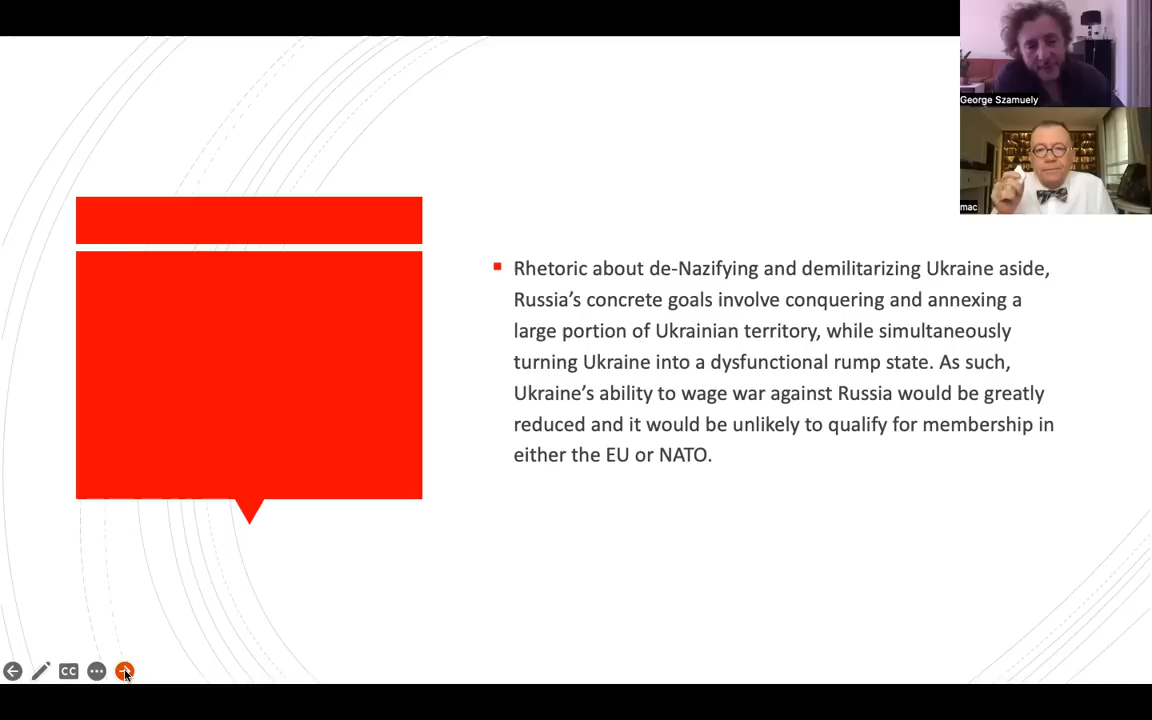 George Szamuely
mac
Rhetoric about de-Nazifying and demilitarizing Ukraine aside,
Russia’s concrete goals involve conquering and annexing a
large portion of Ukrainian territory, while simultaneously
turning Ukraine into a dysfunctional rump state. As such,
Ukraine’s ability to wage war against Russia would be greatly
reduced and it would be unlikely to qualify for membership in
either the EU or NATO.
CC